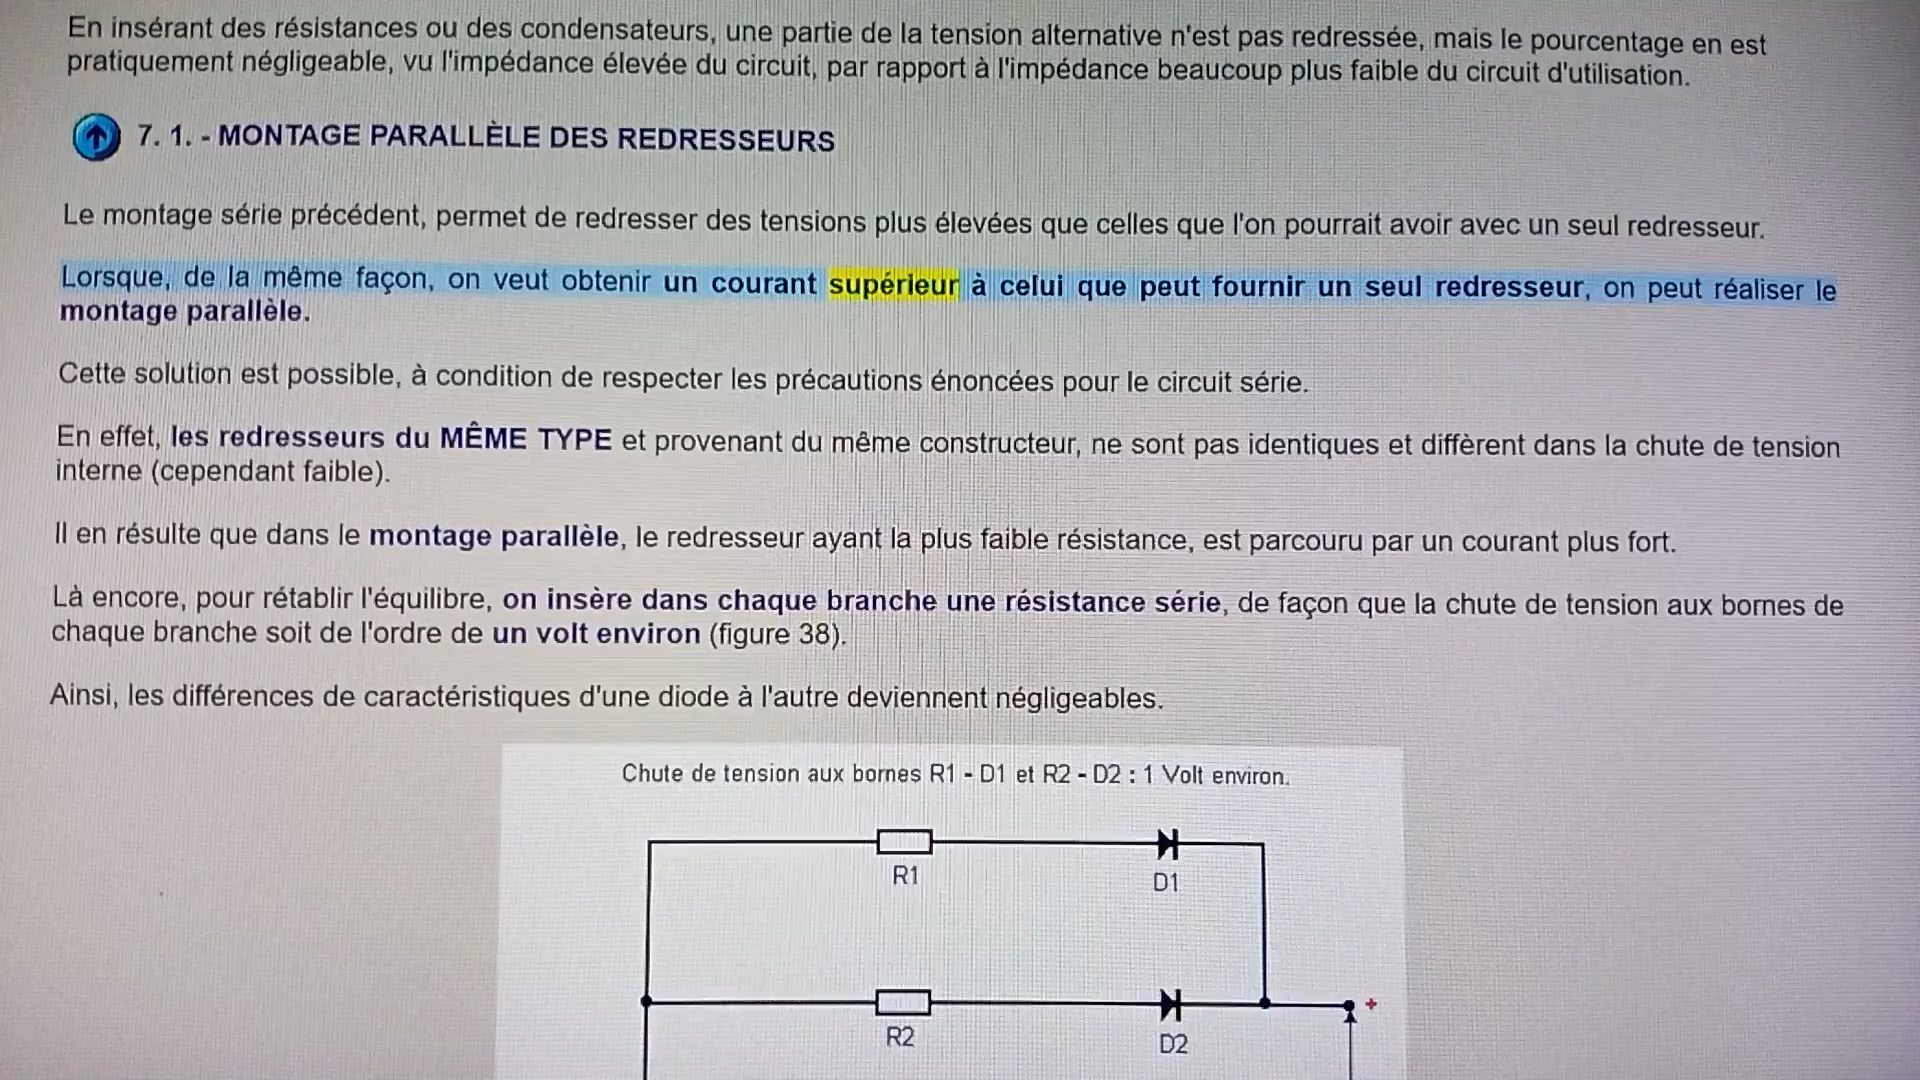 En insérant des résistances ou des condensateurs, une partie de la tension alternative n'est pas redressée, mais le pourcentage en est
pratiquement négligeable, vu l'impédance élevée du circuit, par rapport à l'impédance beaucoup plus faible du circuit d'utilisation.
7. 1. - MONTAGE PARALLÈLE DES REDRESSEURS
Le montage série précédent, permet de redresser des tensions plus élevées que celles que l'on pourrait avoir avec un seul redresseur.
Lorsque, de la même façon, on veut obtenir un courant supérleur à celui que peut fournir un seul redresseur, on peut réaliser le
montage parallèle.
Cette solution est possible, à condition de respecter les précautions énoncées pour le circuit série.
En effet, les redresseurs du MÊME TYPE et provenant du même constructeur, ne sont pas identiques et diffèrent dans la chute de tension
interne (cependant faible).
Il en résulte que dans le montage parallèle, le redresseur ayant la plus faible résistance, est parcouru par un courant plus fort.
Là encore, pour rétablir l'équilibre, on insère dans chaque branche une résistance série, de façon que la chute de tension aux bornes de
chaque branche soit de l'ordre de un volt environ (figure 38).
Ainsi, les différences de caractéristiques d'une diode à l'autre deviennent négligeables.
Chute de tension aux bornes R1 - D1 et R2 - D2 : 1 Volt environ.
R1
D1
+
R2
D2